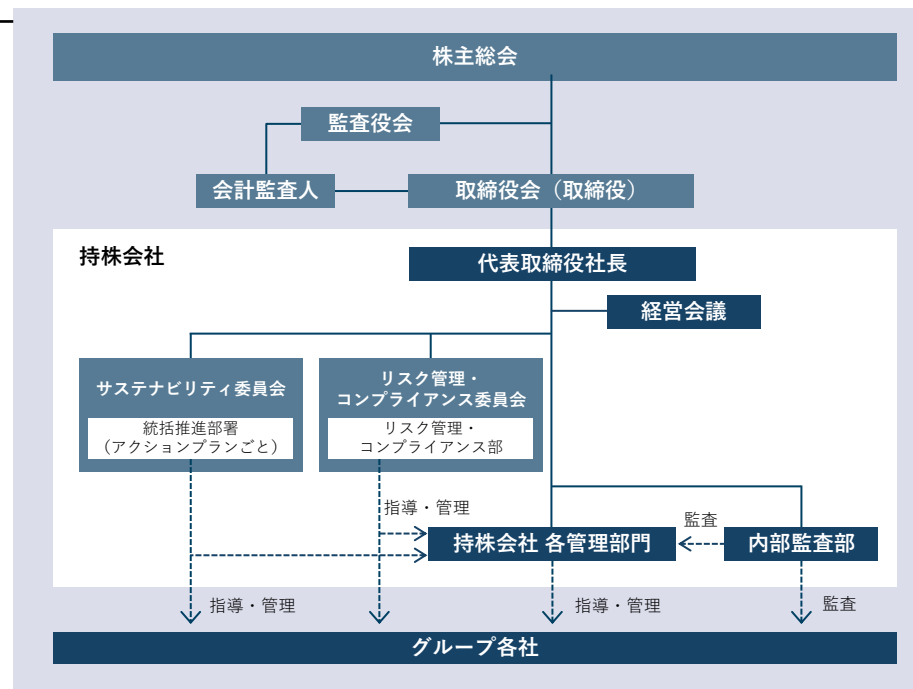 株主総会
監査役会
会計監査人
取締役会（取締役）
持株会社
代表取締役社長
経営会議
サステナビリティ委員会
統括推進部署
（アクションプランごと）
リスク管理・
コンプライアンス委員会
リスク管理・
コンプライアンス部
指導・管理
監査
持株会社 各管理部門
内部監査部
指導・管理
指導・管理
監査
グループ各社